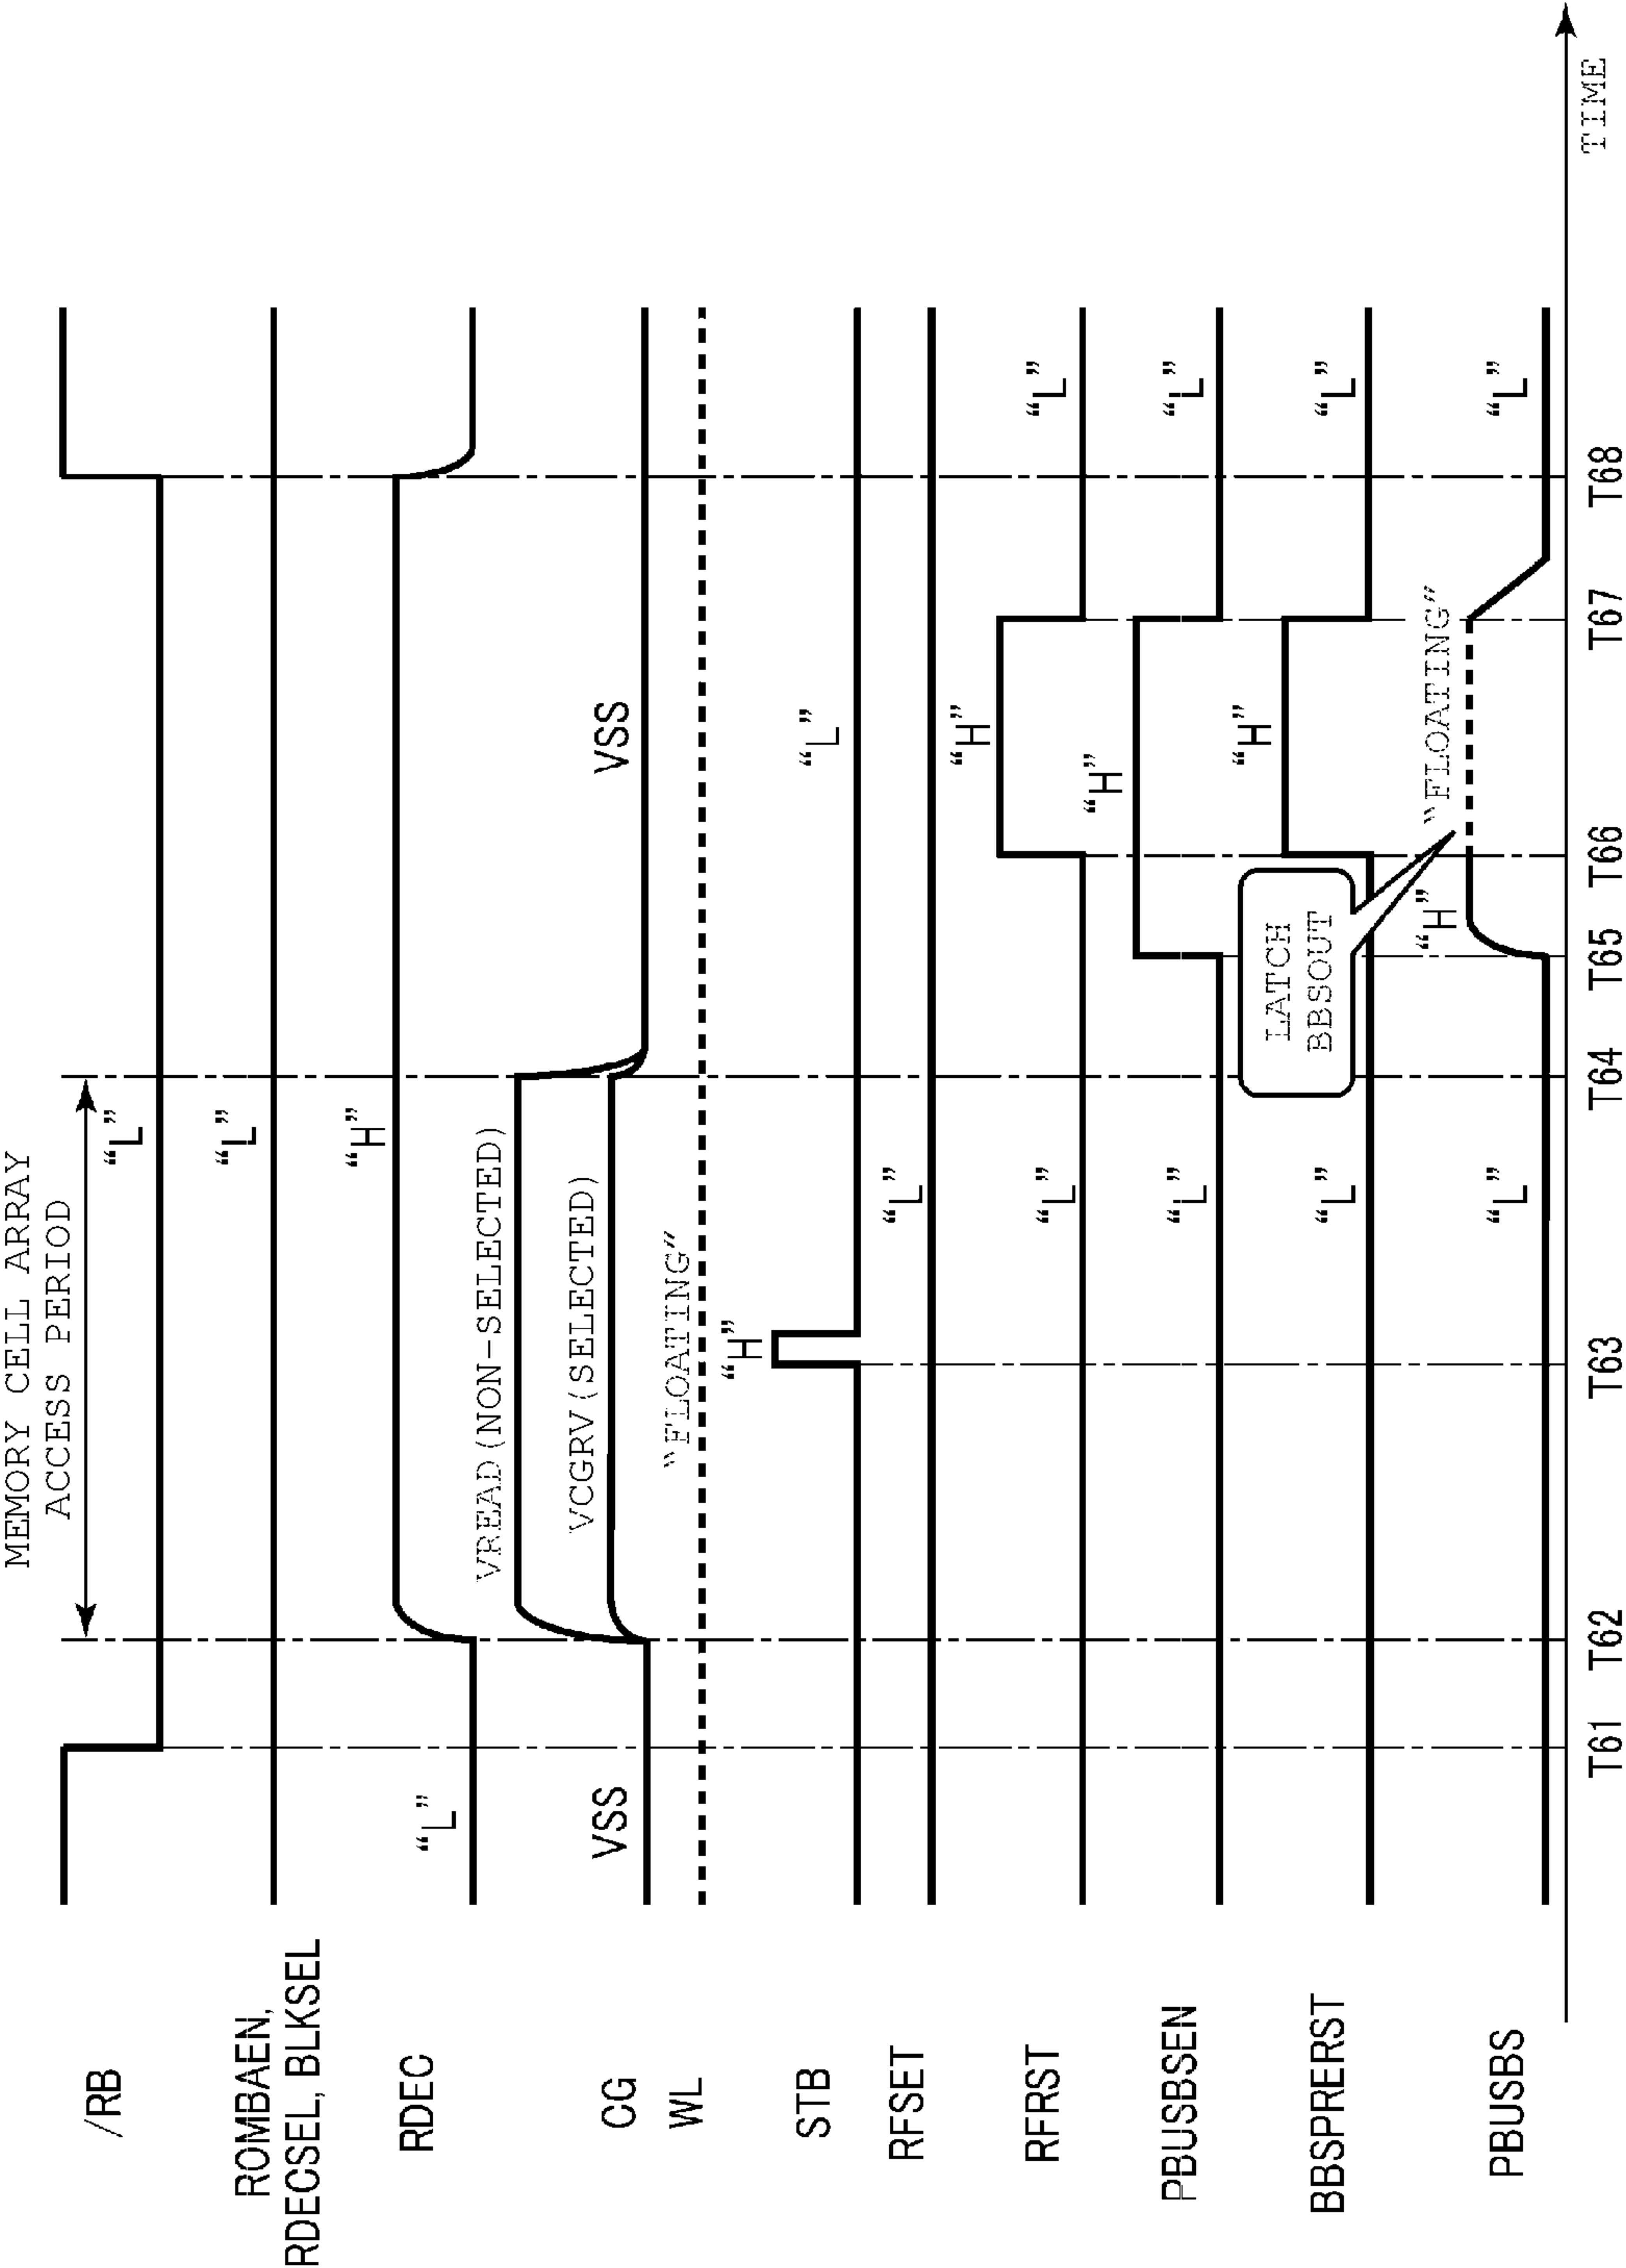 MEMORY CELL ARRAY
ACCESS PERIOD
/RB
“L”
ROMBAEN,
RDECSEL, BLKSEL
“L”
RDEC
“L”
“H”
VREAD(NON-SELECTED)
VCGRV(SELECTED)
CG
VSS
VSS
WL
"FLOATING"
STB
“H”
“L”
RFSET
“L”
RFRST
“L”
“H”
“L”
PBUSBSEN
“L”
“H”
“L”
BBSPRERST
“L”
“H”
“L”
LATCH
BBSOUT
PBUSBS
“L”
“H”
"FLOATING"
“L”
T61 T62 T63 T64 T65 T66 T67 T68
TIME